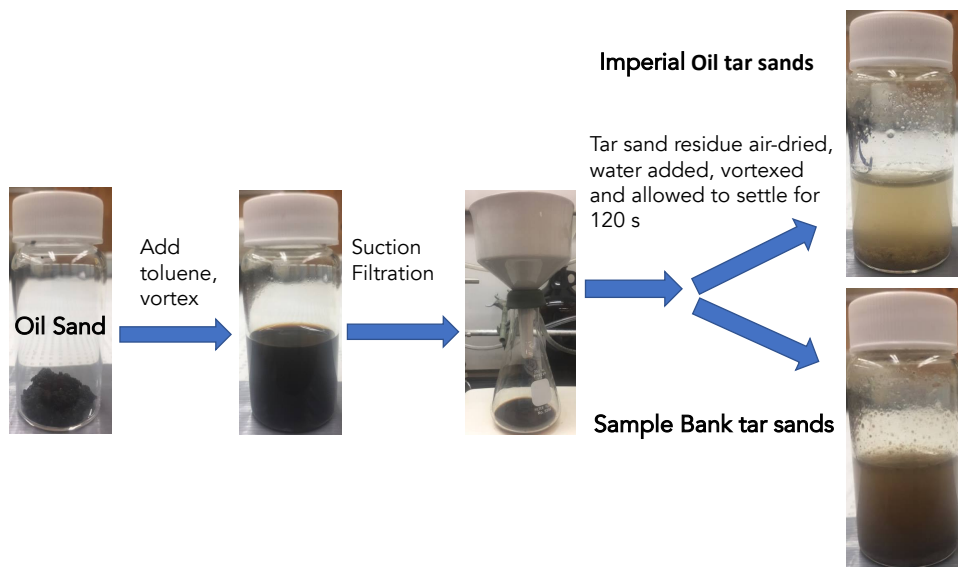 Imperial Oil tar sands
Tar sand residue air-dried,
water added, vortexed
and allowed to settle for
120 s
Add
toluene,
vortex
Suction
Filtration
Oil Sand
Sample Bank tar sands